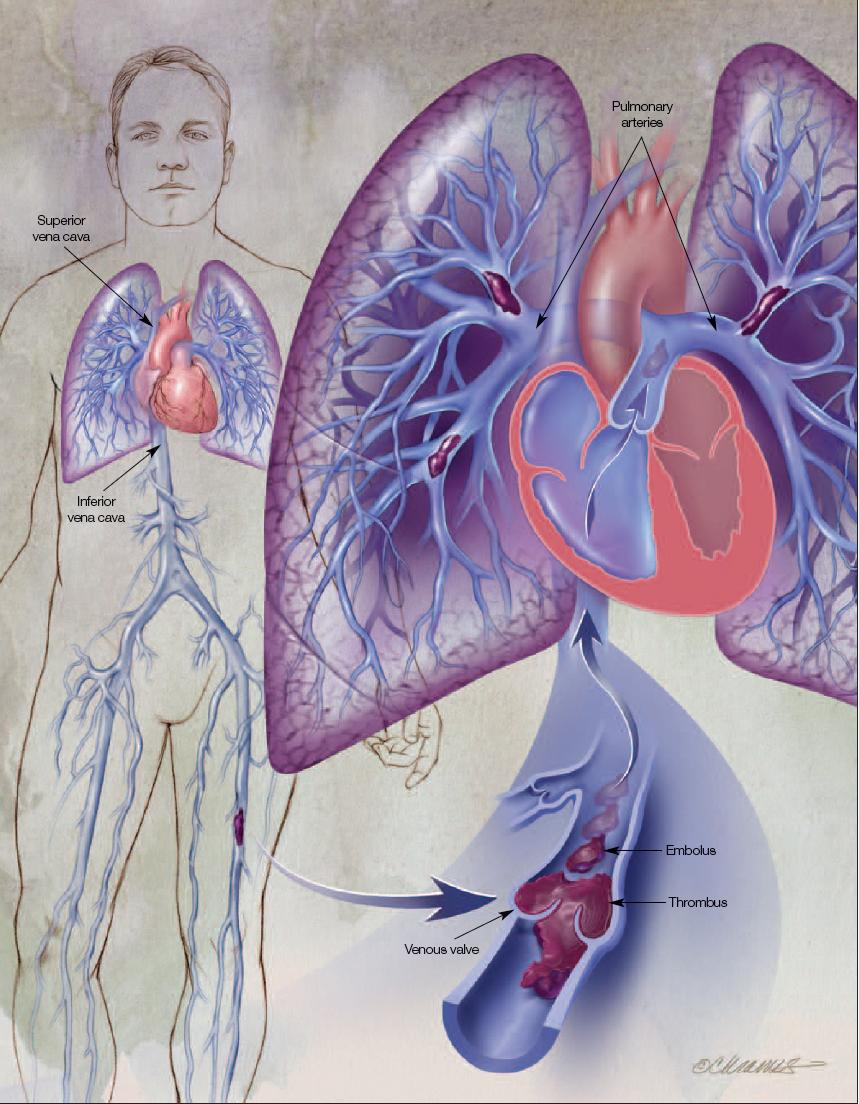 Pulmonary
arteries
Superior
vena cava
Inferior
vena cava
Embolus
Thrombus
Venous valve